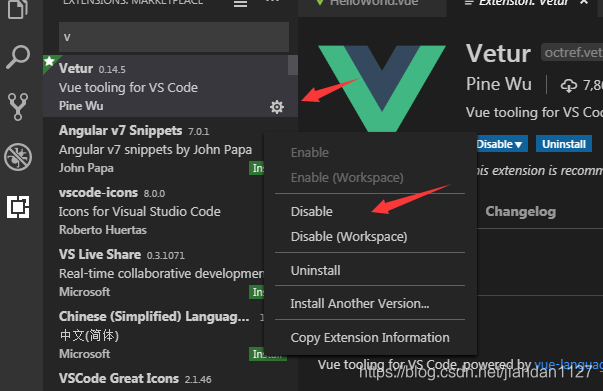 EXTENSIONS: MARKETPLACE
HelloWorld.vue
Extension: Vetur
v
Vetur 0.14.5
Vue tooling for VS Code
Pine Wu
Angular v7 Snippets 7.0.1
Angular v7 snippets by John Papa
John Papa
vscode-icons 8.0.0
Icons for Visual Studio Code
Roberto Huertas
VS Live Share 0.3.1071
Real-time collaborative developmen
Microsoft
Ins
Chinese (Simplified) Languag...
中文(简体)
Microsoft
Inst
VSCode Great Icons 2.1.46
Enable
Enable (Workspace)
Disable
Disable (Workspace)
Uninstall
Install Another Version...
Copy Extension Information
Vetur octref.vet
Pine Wu
7,8
Vue tooling for VS Co
Disable Uninstall
This extension is recomm
Changelog
Vue tooling for VS Code, powered by vue-langua
https://blog.csdn.net/jiandan1127